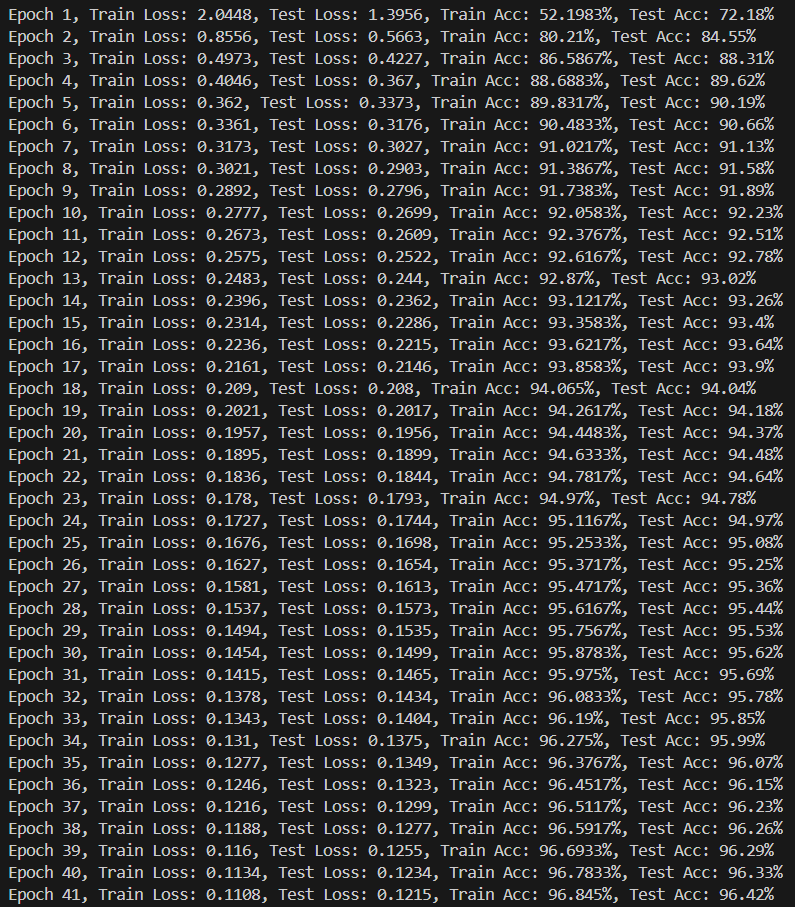 Epoch 1, Train Loss: 2.0448, Test Loss: 1.3956, Train Acc: 52.1983%, Test Acc: 72.18%
Epoch 2, Train Loss: 0.8556, Test Loss: 0.5663, Train Acc: 80.21%, Test Acc: 84.55%
Epoch 3, Train Loss: 0.4973, Test Loss: 0.4227, Train Acc: 86.5867%, Test Acc: 88.31%
Epoch 4, Train Loss: 0.4046, Test Loss: 0.367, Train Acc: 88.6883%, Test Acc: 89.62%
Epoch 5, Train Loss: 0.362, Test Loss: 0.3373, Train Acc: 89.8317%, Test Acc: 90.19%
Epoch 6, Train Loss: 0.3361, Test Loss: 0.3176, Train Acc: 90.4833%, Test Acc: 90.66%
Epoch 7, Train Loss: 0.3173, Test Loss: 0.3027, Train Acc: 91.0217%, Test Acc: 91.13%
Epoch 8, Train Loss: 0.3021, Test Loss: 0.2903, Train Acc: 91.3867%, Test Acc: 91.58%
Epoch 9, Train Loss: 0.2892, Test Loss: 0.2796, Train Acc: 91.7383%, Test Acc: 91.89%
Epoch 10, Train Loss: 0.2777, Test Loss: 0.2699, Train Acc: 92.0583%, Test Acc: 92.23%
Epoch 11, Train Loss: 0.2673, Test Loss: 0.2609, Train Acc: 92.3767%, Test Acc: 92.51%
Epoch 12, Train Loss: 0.2575, Test Loss: 0.2522, Train Acc: 92.6167%, Test Acc: 92.78%
Epoch 13, Train Loss: 0.2483, Test Loss: 0.244, Train Acc: 92.87%, Test Acc: 93.02%
Epoch 14, Train Loss: 0.2396, Test Loss: 0.2362, Train Acc: 93.1217%, Test Acc: 93.26%
Epoch 15, Train Loss: 0.2314, Test Loss: 0.2286, Train Acc: 93.3583%, Test Acc: 93.4%
Epoch 16, Train Loss: 0.2236, Test Loss: 0.2215, Train Acc: 93.6217%, Test Acc: 93.64%
Epoch 17, Train Loss: 0.2161, Test Loss: 0.2146, Train Acc: 93.8583%, Test Acc: 93.9%
Epoch 18, Train Loss: 0.209, Test Loss: 0.208, Train Acc: 94.065%, Test Acc: 94.04%
Epoch 19, Train Loss: 0.2021, Test Loss: 0.2017, Train Acc: 94.2617%, Test Acc: 94.18%
Epoch 20, Train Loss: 0.1957, Test Loss: 0.1956, Train Acc: 94.4483%, Test Acc: 94.37%
Epoch 21, Train Loss: 0.1895, Test Loss: 0.1899, Train Acc: 94.6333%, Test Acc: 94.48%
Epoch 22, Train Loss: 0.1836, Test Loss: 0.1844, Train Acc: 94.7817%, Test Acc: 94.64%
Epoch 23, Train Loss: 0.178, Test Loss: 0.1793, Train Acc: 94.97%, Test Acc: 94.78%
Epoch 24, Train Loss: 0.1727, Test Loss: 0.1744, Train Acc: 95.1167%, Test Acc: 94.97%
Epoch 25, Train Loss: 0.1676, Test Loss: 0.1698, Train Acc: 95.2533%, Test Acc: 95.08%
Epoch 26, Train Loss: 0.1627, Test Loss: 0.1654, Train Acc: 95.3717%, Test Acc: 95.25%
Epoch 27, Train Loss: 0.1581, Test Loss: 0.1613, Train Acc: 95.4717%, Test Acc: 95.36%
Epoch 28, Train Loss: 0.1537, Test Loss: 0.1573, Train Acc: 95.6167%, Test Acc: 95.44%
Epoch 29, Train Loss: 0.1494, Test Loss: 0.1535, Train Acc: 95.7567%, Test Acc: 95.53%
Epoch 30, Train Loss: 0.1454, Test Loss: 0.1499, Train Acc: 95.8783%, Test Acc: 95.62%
Epoch 31, Train Loss: 0.1415, Test Loss: 0.1465, Train Acc: 95.975%, Test Acc: 95.69%
Epoch 32, Train Loss: 0.1378, Test Loss: 0.1434, Train Acc: 96.0833%, Test Acc: 95.78%
Epoch 33, Train Loss: 0.1343, Test Loss: 0.1404, Train Acc: 96.19%, Test Acc: 95.85%
Epoch 34, Train Loss: 0.131, Test Loss: 0.1375, Train Acc: 96.275%, Test Acc: 95.99%
Epoch 35, Train Loss: 0.1277, Test Loss: 0.1349, Train Acc: 96.3767%, Test Acc: 96.07%
Epoch 36, Train Loss: 0.1246, Test Loss: 0.1323, Train Acc: 96.4517%, Test Acc: 96.15%
Epoch 37, Train Loss: 0.1216, Test Loss: 0.1299, Train Acc: 96.5117%, Test Acc: 96.23%
Epoch 38, Train Loss: 0.1188, Test Loss: 0.1277, Train Acc: 96.5917%, Test Acc: 96.26%
Epoch 39, Train Loss: 0.116, Test Loss: 0.1255, Train Acc: 96.6933%, Test Acc: 96.29%
Epoch 40, Train Loss: 0.1134, Test Loss: 0.1234, Train Acc: 96.7833%, Test Acc: 96.33%
Epoch 41, Train Loss: 0.1108, Test Loss: 0.1215, Train Acc: 96.845%, Test Acc: 96.42%